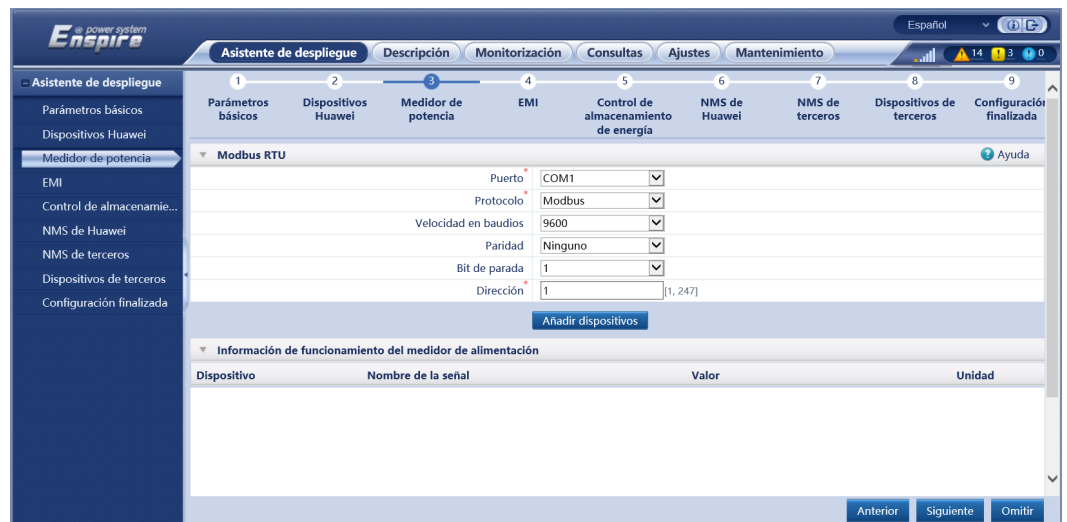 e power system
Enspire
Español
Asistente de despliegue
Descripción
Monitorización
Consultas
Ajustes
Mantenimiento
14
3
0
Asistente de despliegue
Parámetros básicos
Dispositivos Huawei
Medidor de potencia
EMI
Control de almacenamie...
NMS de Huawei
NMS de terceros
Dispositivos de terceros
Configuración finalizada
1
2
3
4
5
6
7
8
9
Parámetros
básicos
Dispositivos
Huawei
Medidor de
potencia
EMI
Control de
almacenamiento
de energía
NMS de
Huawei
NMS de
terceros
Dispositivos de
terceros
Configuración
finalizada
Modbus RTU
Ayuda
Puerto* COM1
Protocolo* Modbus
Velocidad en baudios 9600
Paridad Ninguno
Bit de parada 1
Dirección* 1 [1, 247]
Añadir dispositivos
Información de funcionamiento del medidor de alimentación
Dispositivo Nombre de la señal Valor Unidad
Anterior Siguiente Omitir